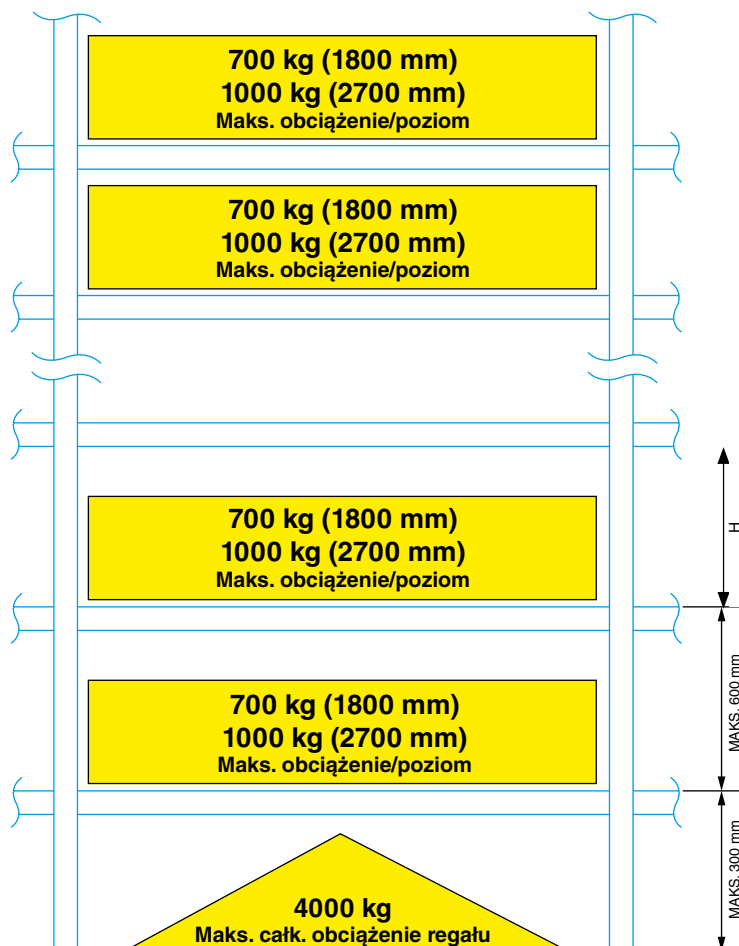 700 kg (1800 mm)
1000 kg (2700 mm)
Maks. obciążenie/poziom
700 kg (1800 mm)
1000 kg (2700 mm)
Maks. obciążenie/poziom
700 kg (1800 mm)
1000 kg (2700 mm)
Maks. obciążenie/poziom
H
700 kg (1800 mm)
1000 kg (2700 mm)
Maks. obciążenie/poziom
MAKS. 600 mm
4000 kg
Maks. całk. obciążenie regału
MAKS. 300 mm